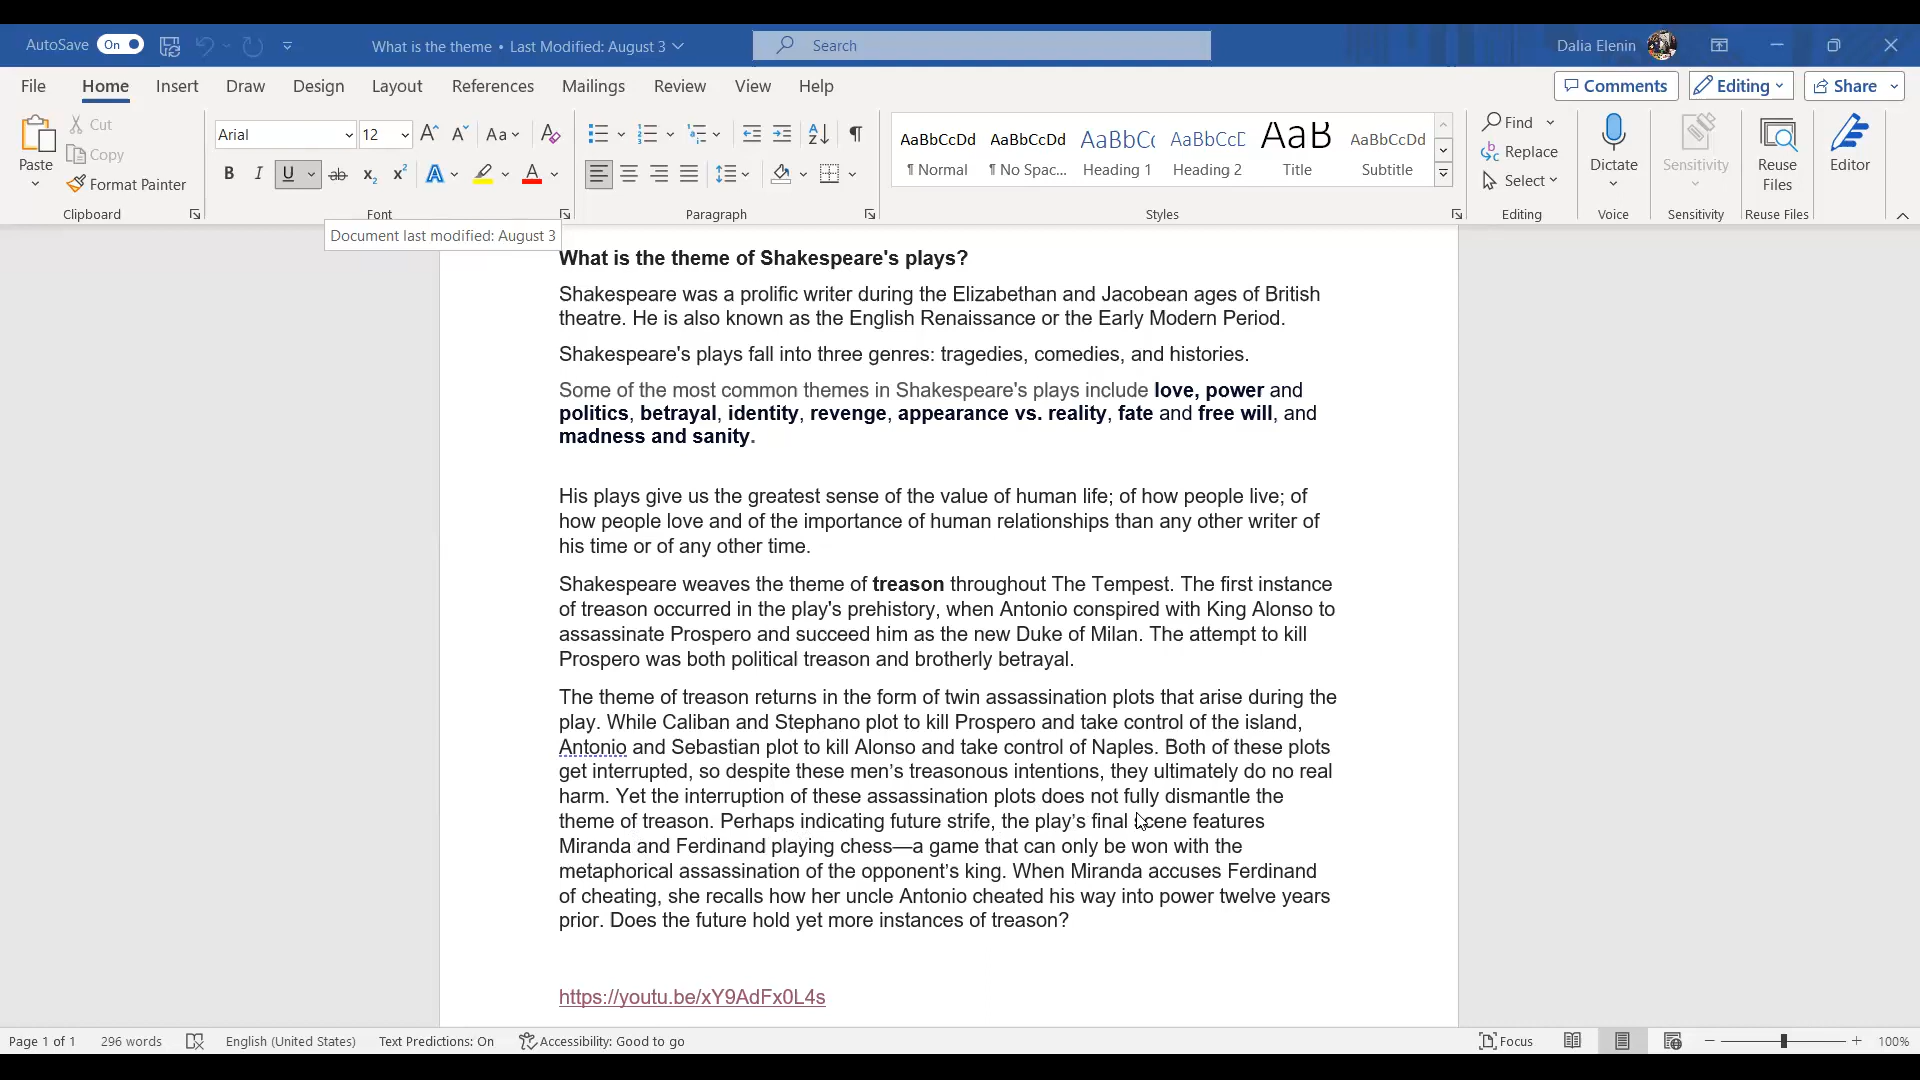 AutoSave On What is the theme • Last Modified: August 3 Search Dalia Elenin
File Home Insert Draw Design Layout References Mailings Review View Help Comments Editing Share
Paste Cut Copy Format Painter Clipboard
Arial 12 Aa B I U ab x₂ x² A A Font
Paragraph
AaBbCcDd AaBbCcDd AaBbC AaBbCcD AaB AaBbCcDd
¶ Normal ¶ No Spac... Heading 1 Heading 2 Title Subtitle
Styles
Find Replace Select Editing
Dictate Voice
Sensitivity Sensitivity
Reuse Files Reuse Files
Editor
Document last modified: August 3
What is the theme of Shakespeare's plays?
Shakespeare was a prolific writer during the Elizabethan and Jacobean ages of British
theatre. He is also known as the English Renaissance or the Early Modern Period.
Shakespeare's plays fall into three genres: tragedies, comedies, and histories.
Some of the most common themes in Shakespeare's plays include love, power and
politics, betrayal, identity, revenge, appearance vs. reality, fate and free will, and
madness and sanity.
His plays give us the greatest sense of the value of human life; of how people live; of
how people love and of the importance of human relationships than any other writer of
his time or of any other time.
Shakespeare weaves the theme of treason throughout The Tempest. The first instance
of treason occurred in the play's prehistory, when Antonio conspired with King Alonso to
assassinate Prospero and succeed him as the new Duke of Milan. The attempt to kill
Prospero was both political treason and brotherly betrayal.
The theme of treason returns in the form of twin assassination plots that arise during the
play. While Caliban and Stephano plot to kill Prospero and take control of the island,
Antonio and Sebastian plot to kill Alonso and take control of Naples. Both of these plots
get interrupted, so despite these men’s treasonous intentions, they ultimately do no real
harm. Yet the interruption of these assassination plots does not fully dismantle the
theme of treason. Perhaps indicating future strife, the play’s final scene features
Miranda and Ferdinand playing chess—a game that can only be won with the
metaphorical assassination of the opponent’s king. When Miranda accuses Ferdinand
of cheating, she recalls how her uncle Antonio cheated his way into power twelve years
prior. Does the future hold yet more instances of treason?
https://youtu.be/xY9AdFx0L4s
Page 1 of 1 296 words English (United States) Text Predictions: On Accessibility: Good to go Focus 100%